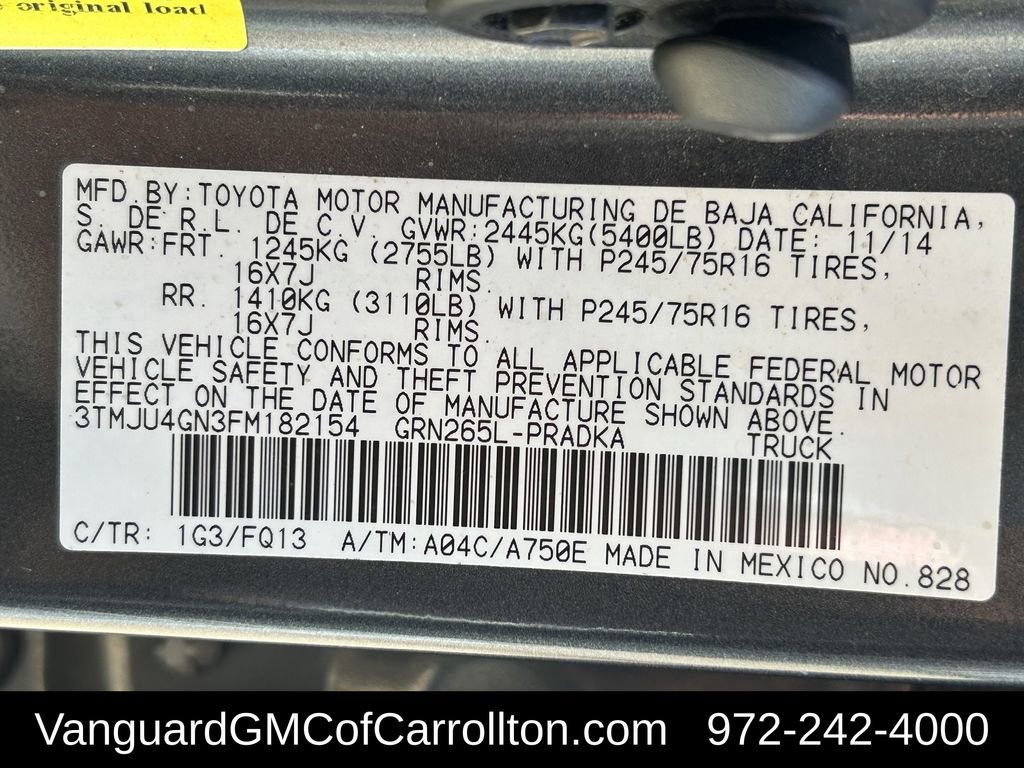 original load
MFD.BY:TOYOTA MOTOR MANUFACTURING DE BAJA CALIFORNIA,
S. DE R.L. DE C.V. GVWR:2445KG(5400LB) DATE: 11/14
GAWR:FRT. 1245KG (2755LB) WITH P245/75R16 TIRES,
16X7J RIMS.
RR. 1410KG (3110LB) WITH P245/75R16 TIRES,
16X7J RIMS.
THIS VEHICLE CONFORMS TO ALL APPLICABLE FEDERAL MOTOR
VEHICLE SAFETY AND THEFT PREVENTION STANDARDS IN
EFFECT ON THE DATE OF MANUFACTURE SHOWN ABOVE.
3TMJU4GN3FM182154 GRN265L-PRADKA TRUCK
C/TR: 1G3/FQ13 A/TM:A04C/A750E MADE IN MEXICO NO.828
VanguardGMCofCarrollton.com 972-242-4000